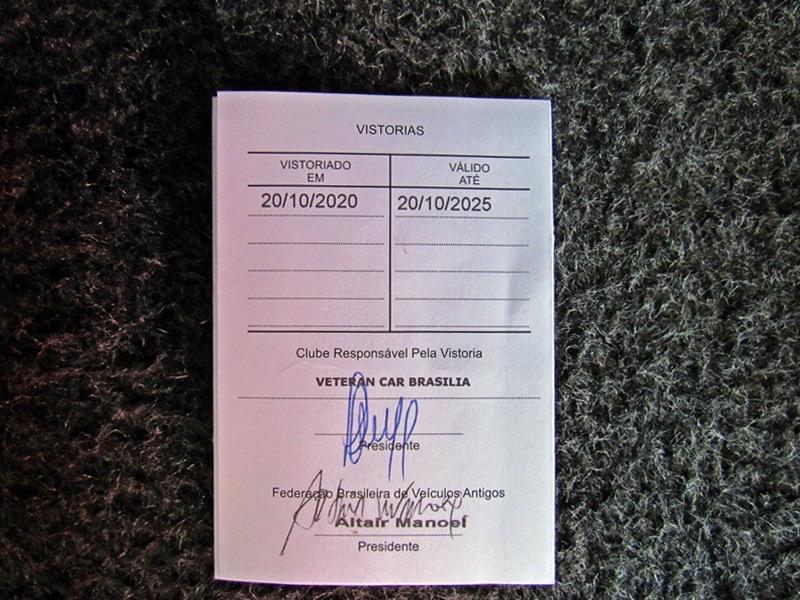 VISTORIAS
VISTORIADO EM
VÁLIDO ATÉ
20/10/2020
20/10/2025
Clube Responsável Pela Vistoria
VETERAN CAR BRASILIA
Presidente
Federação Brasileira de Veículos Antigos
Altair Manoel
Presidente